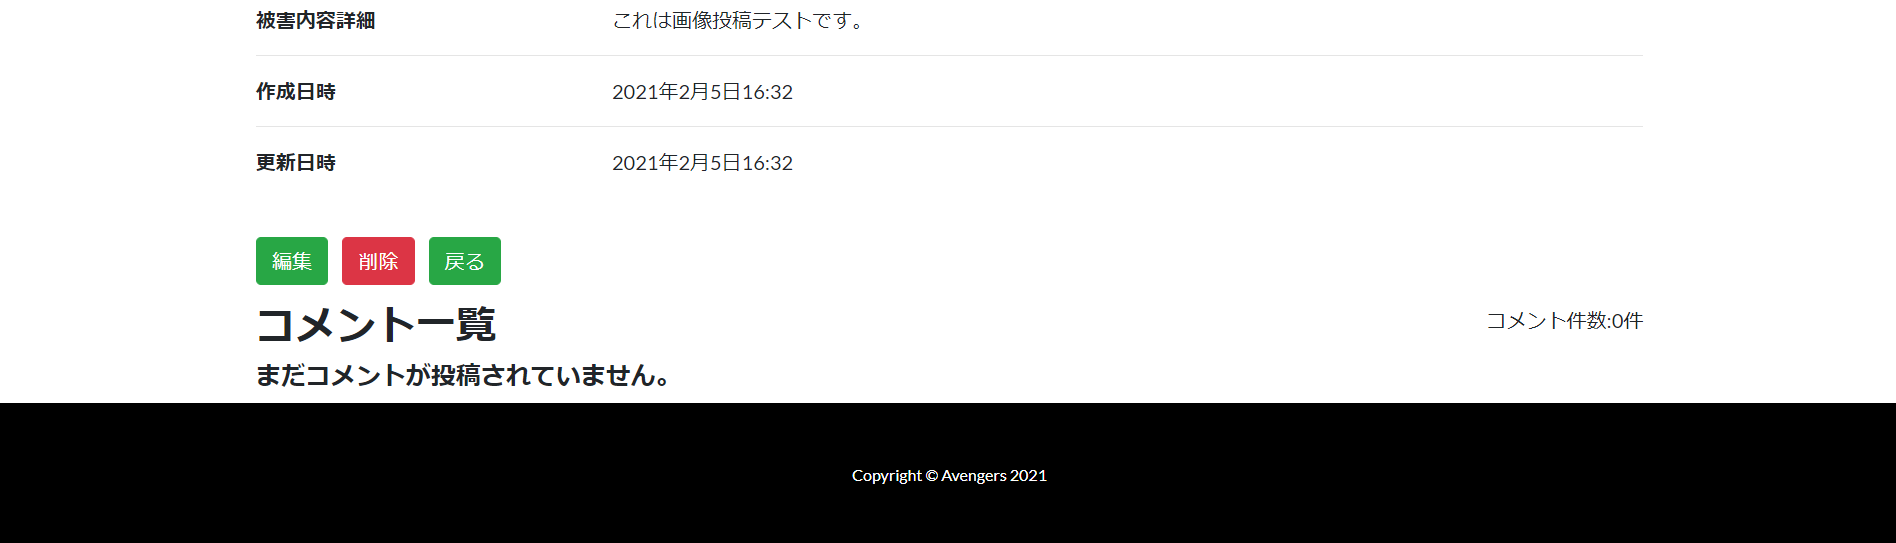 被害内容詳細 これは画像投稿テストです。
作成日時 2021年2月5日16:32
更新日時 2021年2月5日16:32
編集 削除 戻る
コメント一覧 コメント件数:0件
まだコメントが投稿されていません。
Copyright © Avengers 2021